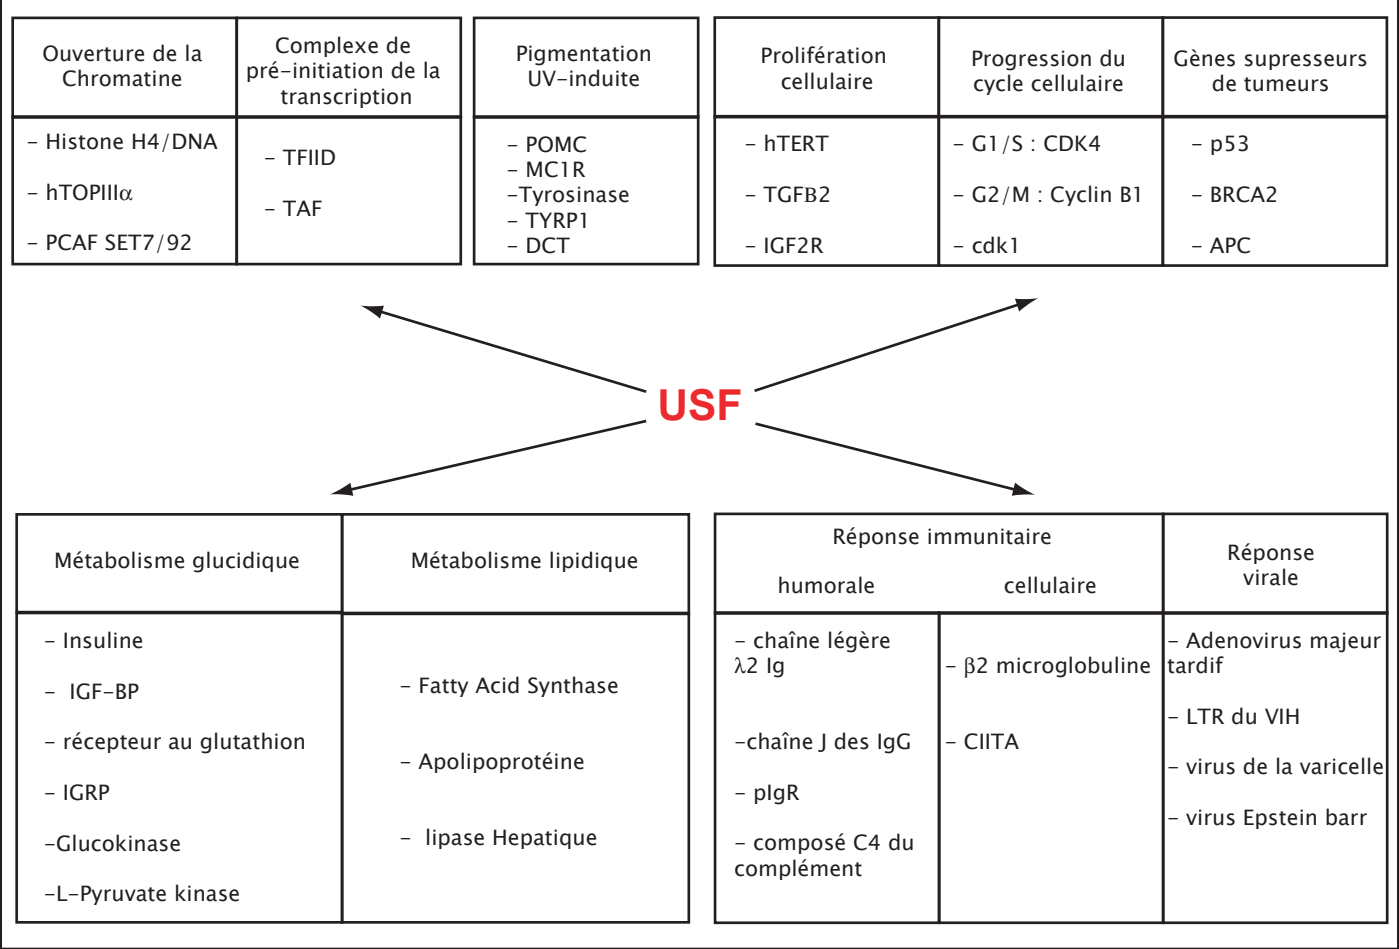 Ouverture de la
Chromatine
– Histone H4/DNA
– hTOPIIIα
– PCAF SET7/92
Complexe de
pré–initiation de la
transcription
– TFIID
– TAF
Pigmentation
UV–induite
– POMC
– MC1R
–Tyrosinase
– TYRP1
– DCT
Prolifération
cellulaire
– hTERT
– TGFB2
– IGF2R
Progression du
cycle cellulaire
– G1/S : CDK4
– G2/M : Cyclin B1
– cdk1
Gènes supresseurs
de tumeurs
– p53
– BRCA2
– APC
USF
Métabolisme glucidique
– Insuline
– IGF–BP
– récepteur au glutathion
– IGRP
–Glucokinase
–L–Pyruvate kinase
Métabolisme lipidique
– Fatty Acid Synthase
– Apolipoprotéine
– lipase Hepatique
Réponse immunitaire
humorale
– chaîne légère
λ2 Ig
–chaîne J des IgG
– pIgR
– composé C4 du
complément
cellulaire
– β2 microglobuline
– CIITA
Réponse
virale
– Adenovirus majeur
tardif
– LTR du VIH
– virus de la varicelle
– virus Epstein barr